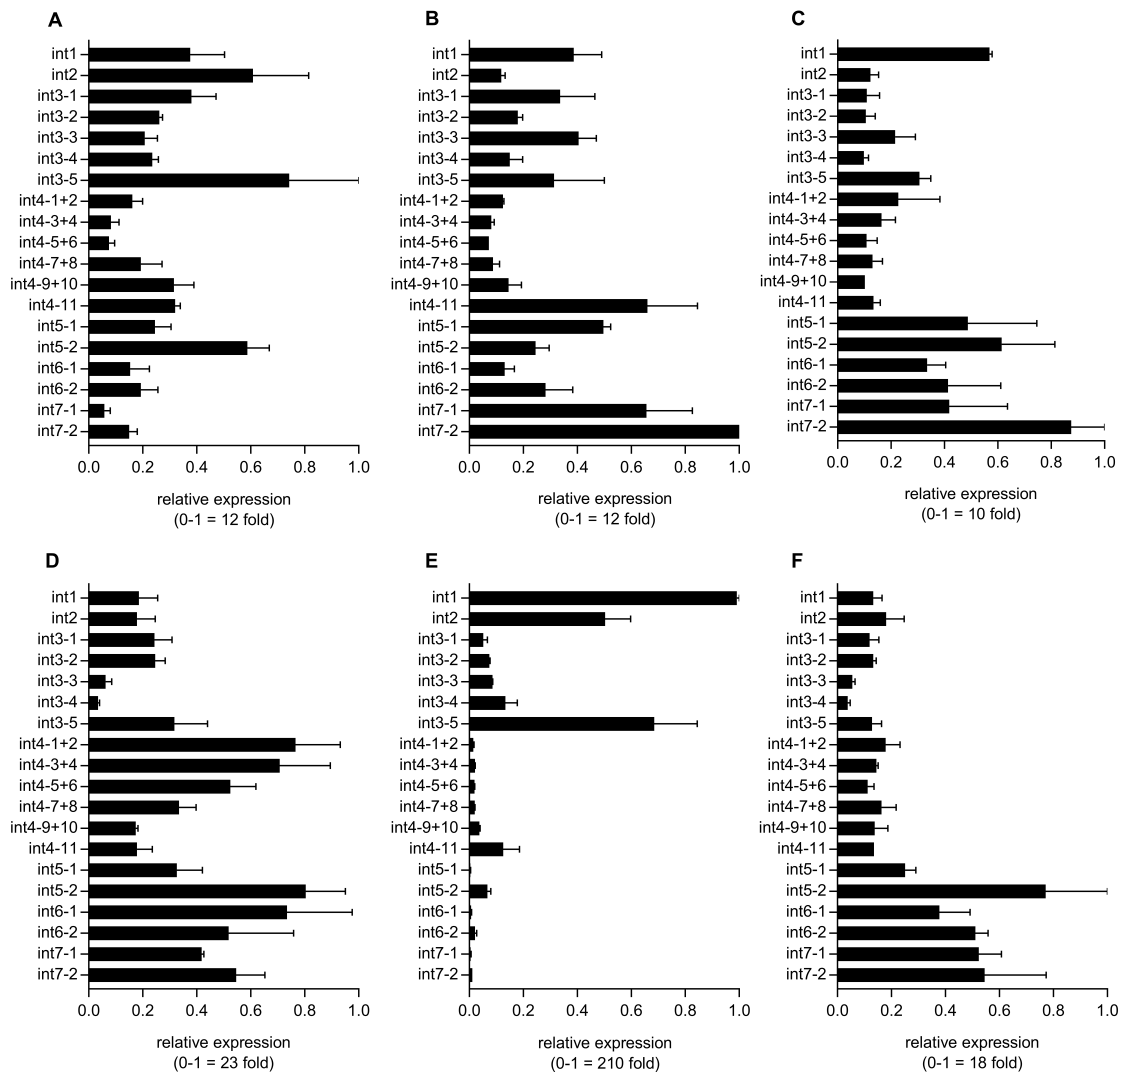 A
int1
int2
int3-1
int3-2
int3-3
int3-4
int3-5
int4-1+2
int4-3+4
int4-5+6
int4-7+8
int4-9+10
int4-11
int5-1
int5-2
int6-1
int6-2
int7-1
int7-2
0.0 0.2 0.4 0.6 0.8 1.0
relative expression
(0-1 = 12 fold)
B
int1
int2
int3-1
int3-2
int3-3
int3-4
int3-5
int4-1+2
int4-3+4
int4-5+6
int4-7+8
int4-9+10
int4-11
int5-1
int5-2
int6-1
int6-2
int7-1
int7-2
0.0 0.2 0.4 0.6 0.8 1.0
relative expression
(0-1 = 12 fold)
C
int1
int2
int3-1
int3-2
int3-3
int3-4
int3-5
int4-1+2
int4-3+4
int4-5+6
int4-7+8
int4-9+10
int4-11
int5-1
int5-2
int6-1
int6-2
int7-1
int7-2
0.0 0.2 0.4 0.6 0.8 1.0
relative expression
(0-1 = 10 fold)
D
int1
int2
int3-1
int3-2
int3-3
int3-4
int3-5
int4-1+2
int4-3+4
int4-5+6
int4-7+8
int4-9+10
int4-11
int5-1
int5-2
int6-1
int6-2
int7-1
int7-2
0.0 0.2 0.4 0.6 0.8 1.0
relative expression
(0-1 = 23 fold)
E
int1
int2
int3-1
int3-2
int3-3
int3-4
int3-5
int4-1+2
int4-3+4
int4-5+6
int4-7+8
int4-9+10
int4-11
int5-1
int5-2
int6-1
int6-2
int7-1
int7-2
0.0 0.2 0.4 0.6 0.8 1.0
relative expression
(0-1 = 210 fold)
F
int1
int2
int3-1
int3-2
int3-3
int3-4
int3-5
int4-1+2
int4-3+4
int4-5+6
int4-7+8
int4-9+10
int4-11
int5-1
int5-2
int6-1
int6-2
int7-1
int7-2
0.0 0.2 0.4 0.6 0.8 1.0
relative expression
(0-1 = 18 fold)